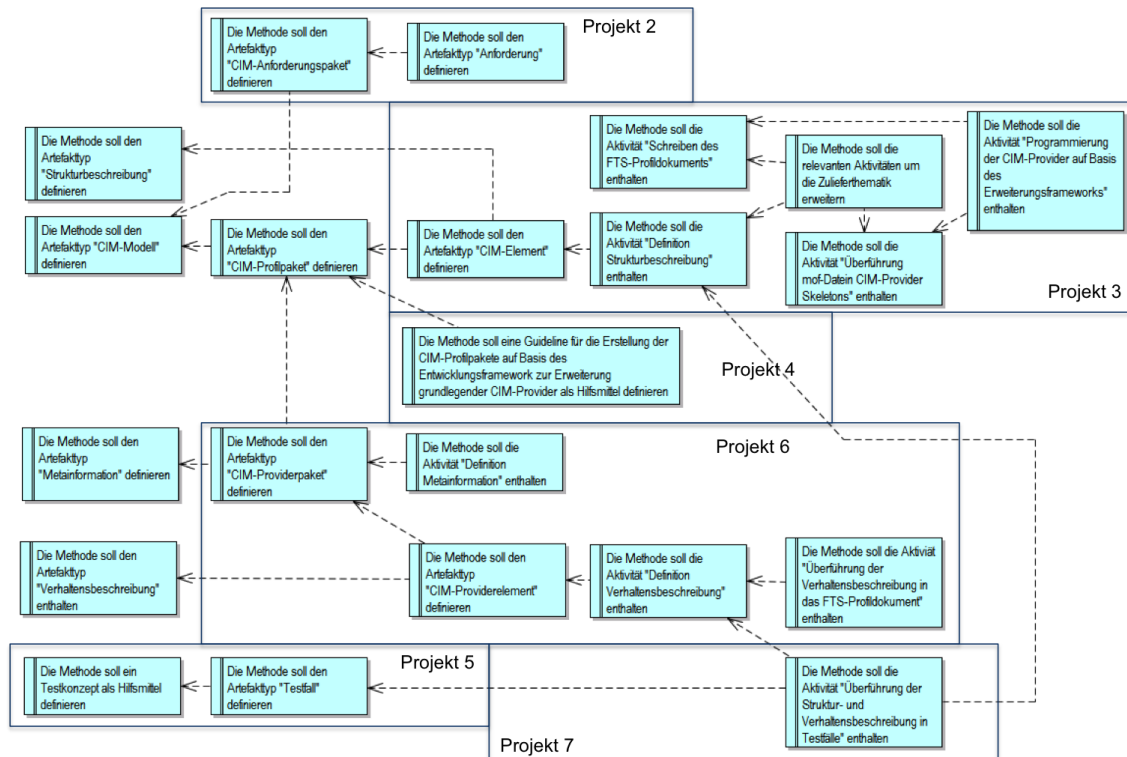 Die Methode soll den
Artefakttyp
"CIM-Anforderungspaket"
definieren
Die Methode soll den
Artefakttyp "Anforderung"
definieren
Projekt 2
Die Methode soll den
Artefakttyp
"Strukturbeschreibung"
definieren
Die Methode soll die
Aktivität "Schreiben des
FTS-Profildokuments"
enthalten
Die Methode soll die
relevanten Aktivitäten um
die Zulieferthematik
erweitern
Die Methode soll die
Aktivität "Programmierung
der CIM-Provider auf Basis
des
Erweiterungsframeworks"
enthalten
Die Methode soll den
Artefakttyp "CIM-Modell"
definieren
Die Methode soll den
Artefakttyp
"CIM-Profilpaket" definieren
Die Methode soll den
Artefakttyp "CIM-Element"
definieren
Die Methode soll die
Aktivität "Definition
Strukturbeschreibung"
enthalten
Die Methode soll die
Aktivität "Überführung
mof-Datein CIM-Provider
Skeletons" enthalten
Projekt 3
Die Methode soll eine Guideline für die Erstellung der
CIM-Profilpakete auf Basis des
Entwicklungsframework zur Erweiterung
grundlegender CIM-Provider als Hilfsmittel definieren
Projekt 4
Die Methode soll den
Artefakttyp
"Metainformation" definieren
Die Methode soll den
Artefakttyp
"CIM-Providerpaket"
definieren
Die Methode soll die
Aktivität "Definition
Metainformation" enthalten
Projekt 6
Die Methode soll den
Artefakttyp
"Verhaltensbeschreibung"
enthalten
Die Methode soll den
Artefakttyp
"CIM-Providerelement"
definieren
Die Methode soll die
Aktivität "Definition
Verhaltensbeschreibung"
enthalten
Die Methode soll die Aktiviät
"Überführung der
Verhaltensbeschreibung in
das FTS-Profildokument"
enthalten
Die Methode soll ein
Testkonzept als Hilfsmittel
definieren
Die Methode soll den
Artefakttyp "Testfall"
definieren
Projekt 5
Die Methode soll die
Aktivität "Überführung der
Struktur- und
Verhaltensbeschreibung in
Testfälle" enthalten
Projekt 7